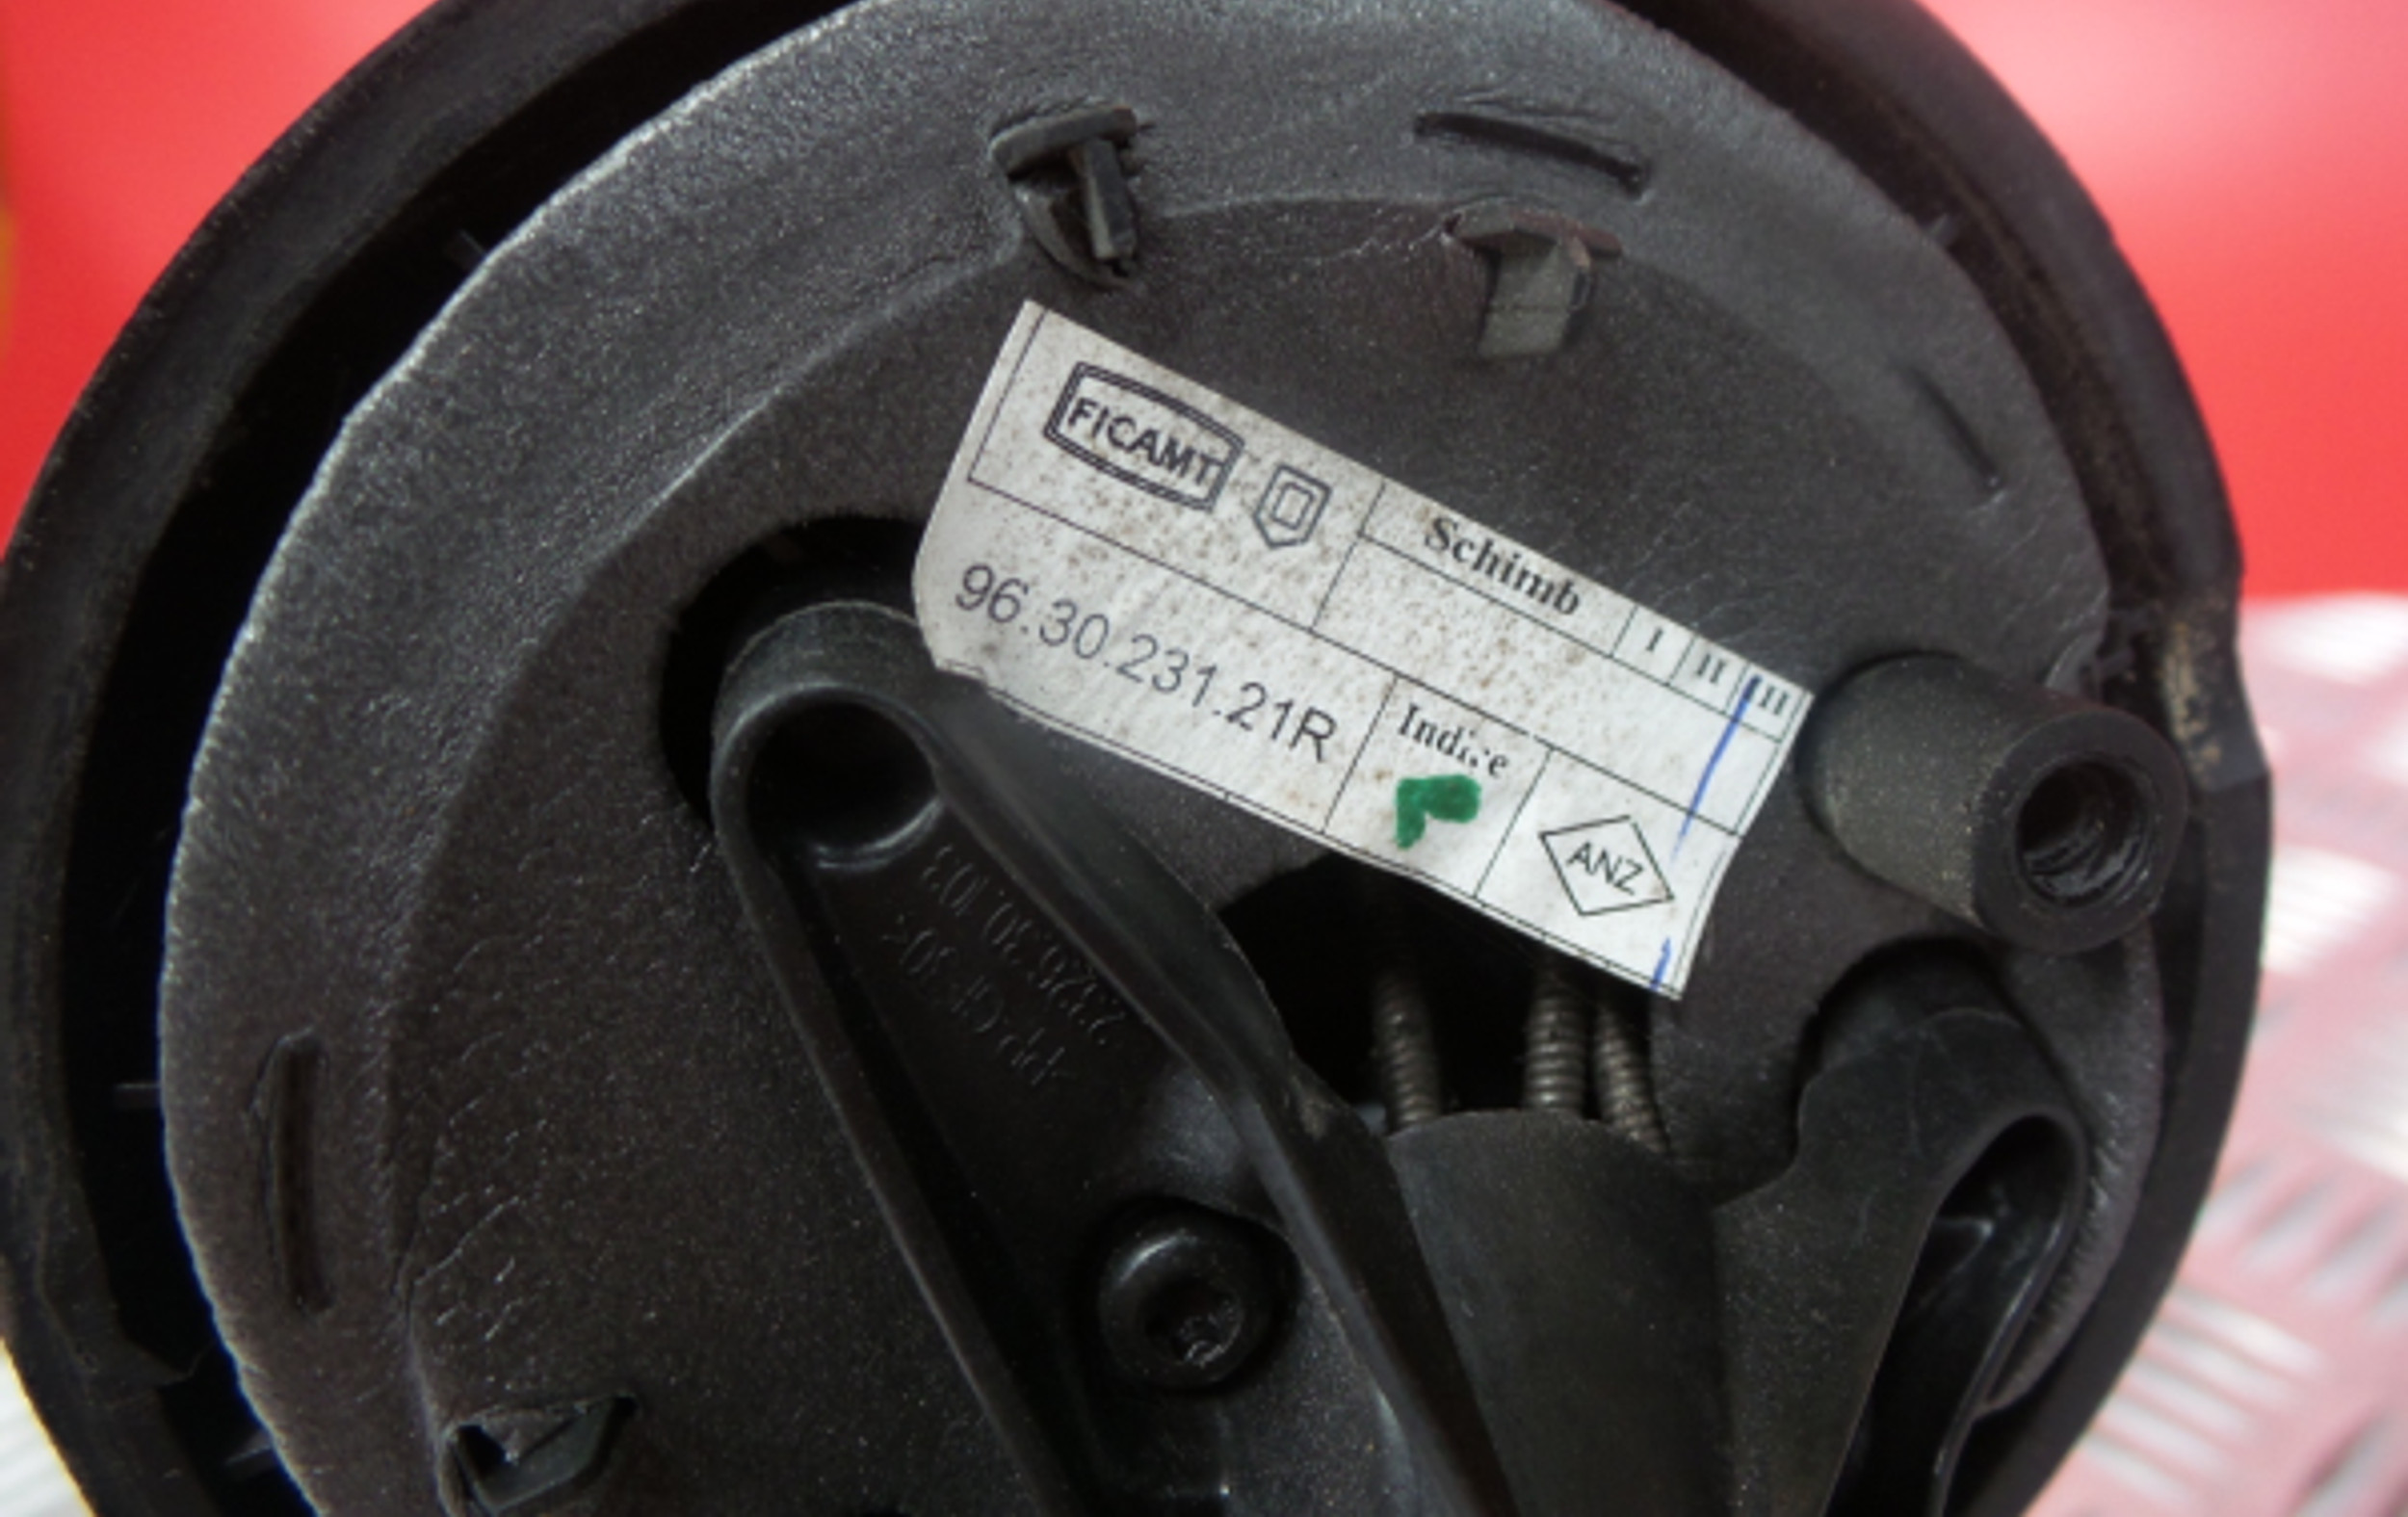 FICAMT
Schimb
I II III
96.30.231.21R
Indice
ANZ